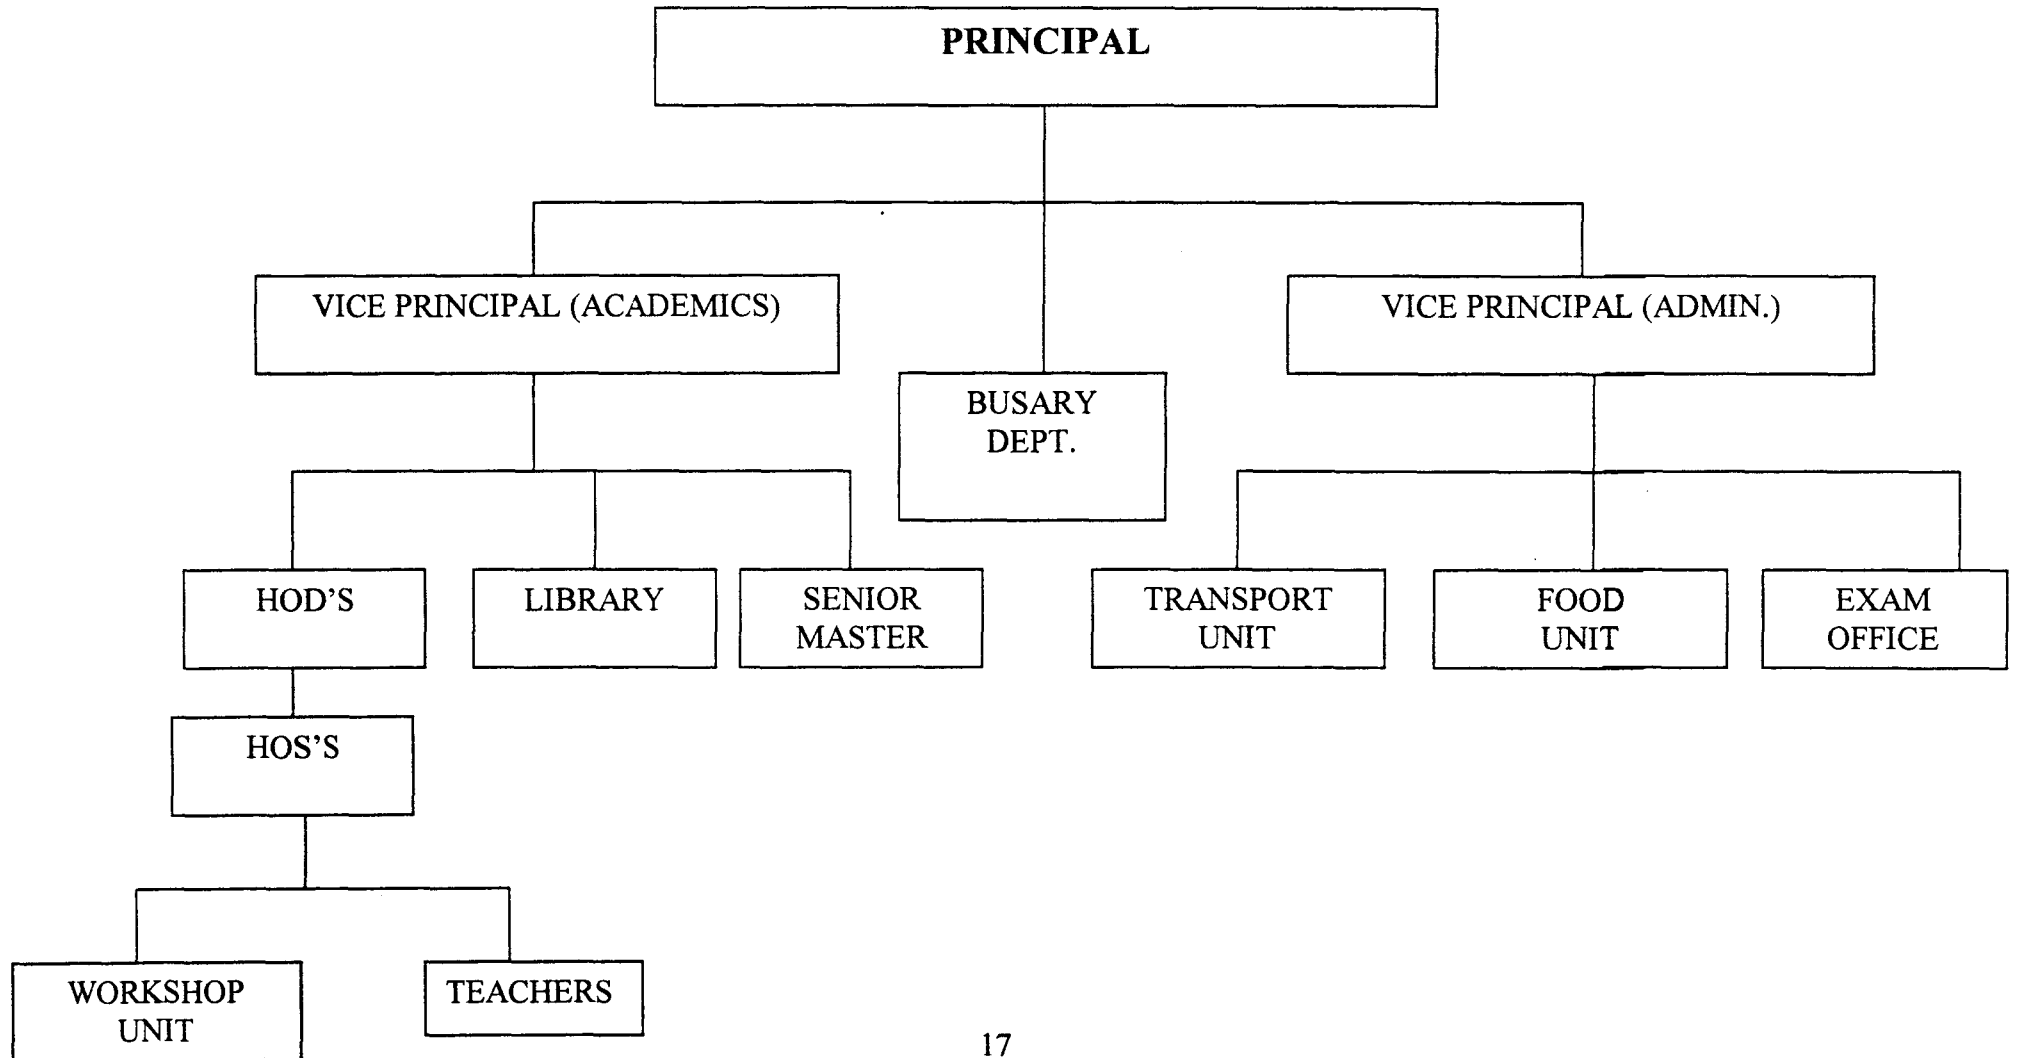 PRINCIPAL
VICE PRINCIPAL (ACADEMICS)
VICE PRINCIPAL (ADMIN.)
BUSARY
DEPT.
HOD'S
LIBRARY
SENIOR
MASTER
TRANSPORT
UNIT
FOOD
UNIT
EXAM
OFFICE
HOS'S
WORKSHOP
UNIT
TEACHERS
17